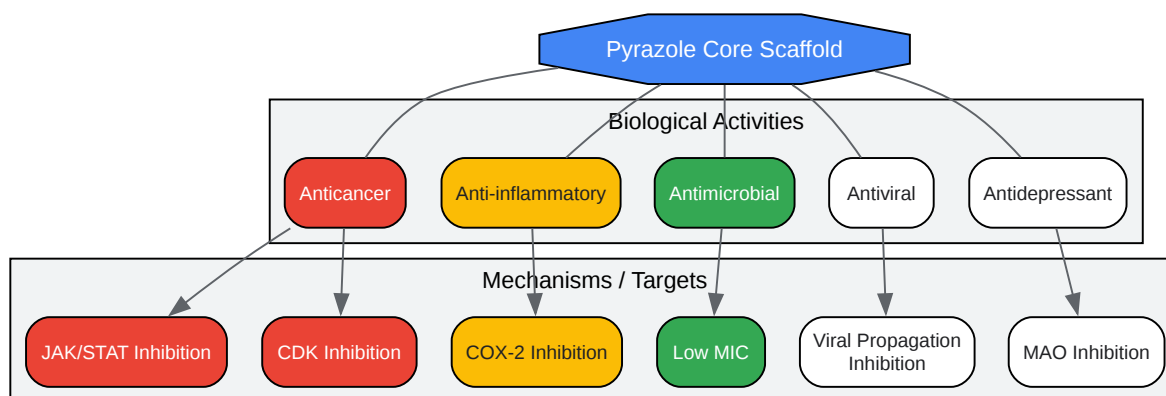 Pyrazole Core Scaffold
Biological Activities
Anticancer
Anti-inflammatory
Antimicrobial
Antiviral
Antidepressant
Mechanisms / Targets
JAK/STAT Inhibition
CDK Inhibition
COX-2 Inhibition
Low MIC
Viral Propagation
Inhibition
MAO Inhibition